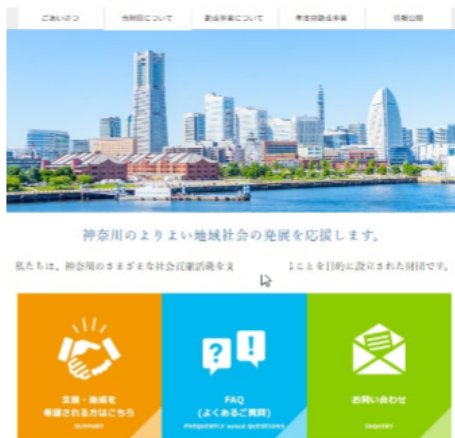 ごあいさつ 当財団について 助成事業について 年度別助成事業 情報公開
神奈川のよりよい地域社会の発展を応援します。
私たちは、神奈川のさまざまな社会貢献活動を支 ることを目的に設立された財団です。
支援・助成を
希望される方はこちら
SUPPORT
FAQ
(よくあるご質問)
FREQUENTLY asked QUESTIONS
お問い合わせ
INQUIRY